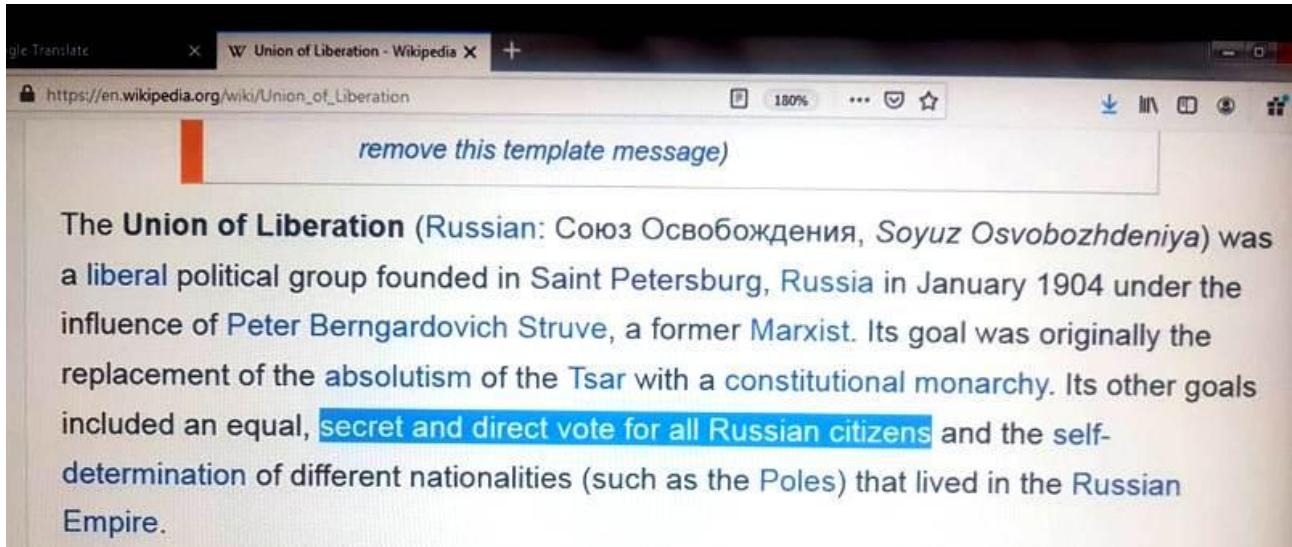 gle Translate
W Union of Liberation - Wikipedia
https://en.wikipedia.org/wiki/Union_of_Liberation 180%
remove this template message)
The Union of Liberation (Russian: Союз Освобождения, Soyuz Osvobozhdeniya) was
a liberal political group founded in Saint Petersburg, Russia in January 1904 under the
influence of Peter Berngardovich Struve, a former Marxist. Its goal was originally the
replacement of the absolutism of the Tsar with a constitutional monarchy. Its other goals
included an equal, secret and direct vote for all Russian citizens and the self-
determination of different nationalities (such as the Poles) that lived in the Russian
Empire.